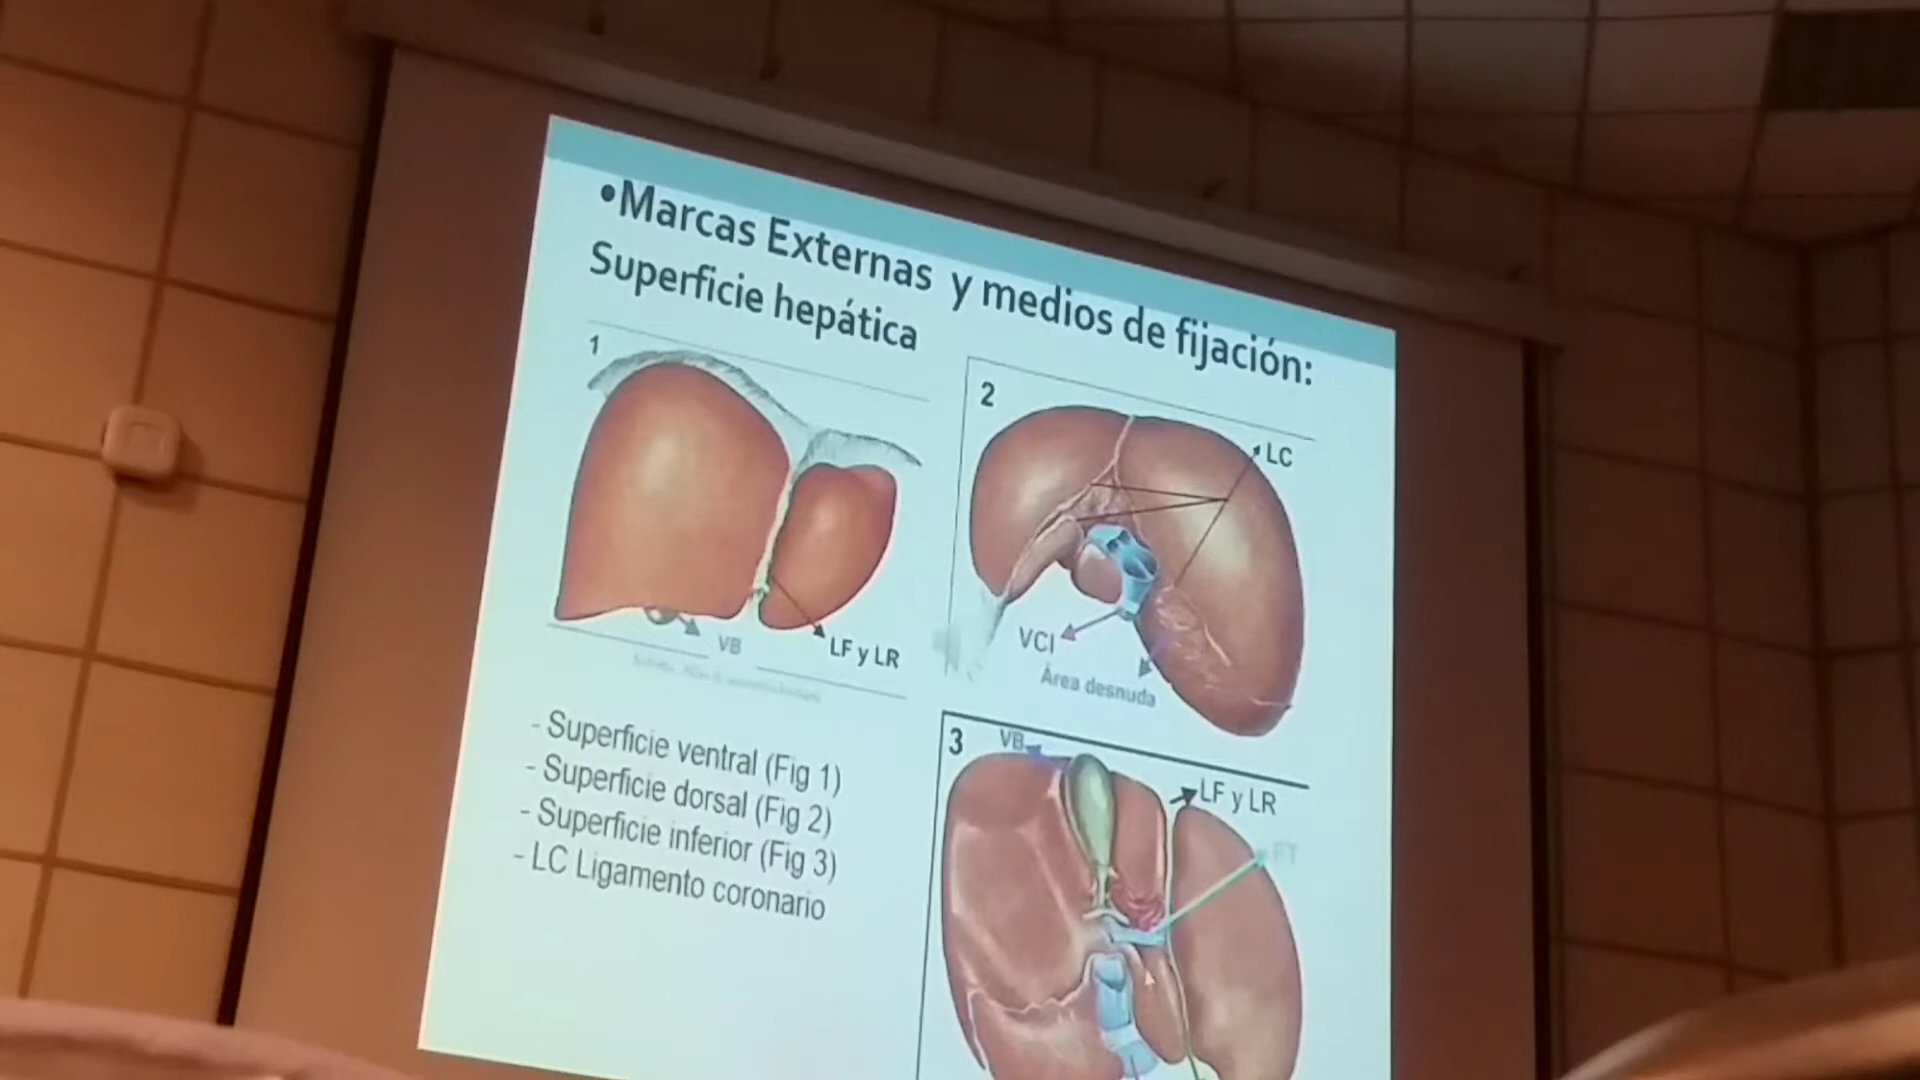 •Marcas Externas y medios de fijación:
Superficie hepática
1
VB
LF y LR
2
LC
VCI
Área desnuda
- Superficie ventral (Fig 1)
- Superficie dorsal (Fig 2)
- Superficie inferior (Fig 3)
- LC Ligamento coronario
3
VB
LF y LR
FT